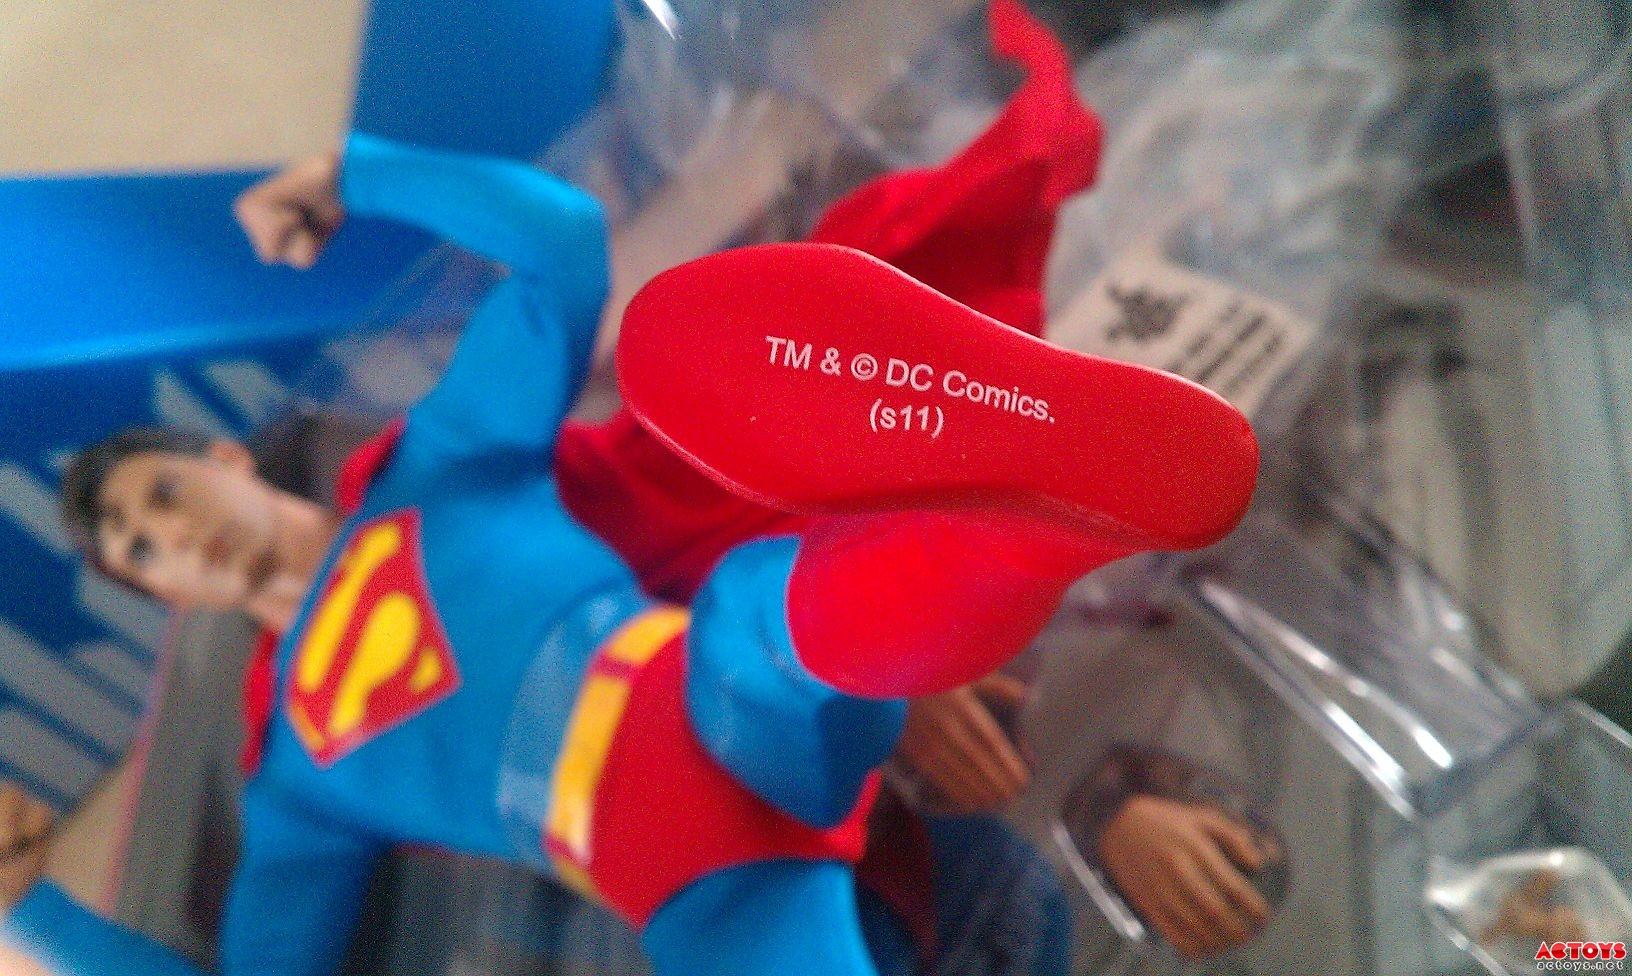 TM & © DC Comics.
(s11)
S
ACTOYS
actoys.net